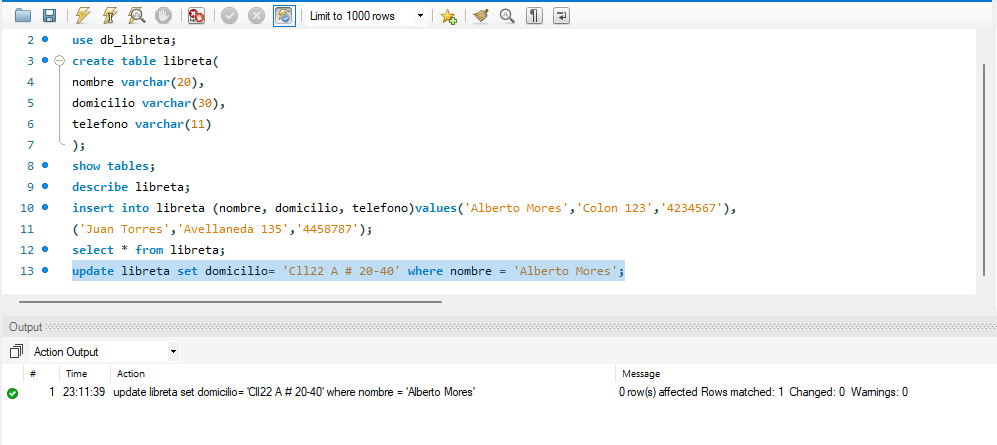 Limit to 1000 rows
2 use db_libreta;
3 create table libreta(
4 nombre varchar(20),
5 domicilio varchar(30),
6 telefono varchar(11)
7 );
8 show tables;
9 describe libreta;
10 insert into libreta (nombre, domicilio, telefono)values('Alberto Mores','Colon 123','4234567'),
11 ('Juan Torres','Avellaneda 135','4458787');
12 select * from libreta;
13 update libreta set domicilio= 'Cll22 A # 20-40' where nombre = 'Alberto Mores';
Output
Action Output
# Time Action Message
1 23:11:39 update libreta set domicilio= 'Cll22 A # 20-40' where nombre = 'Alberto Mores' 0 row(s) affected Rows matched: 1 Changed: 0 Warnings: 0